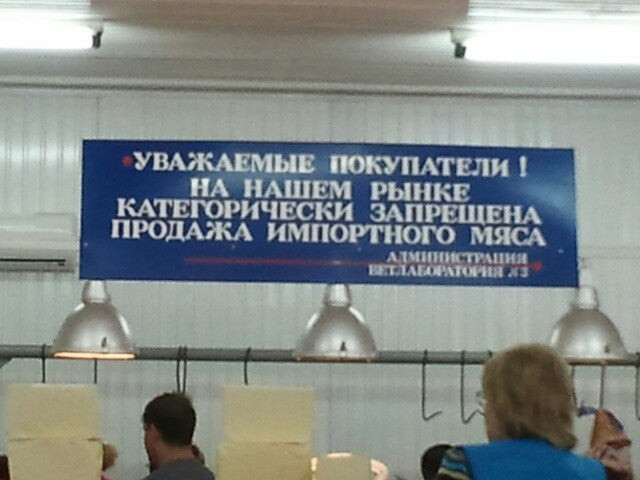 УВАЖАЕМЫЕ ПОКУПАТЕЛИ !
НА НАШЕМ РЫНКЕ
КАТЕГОРИЧЕСКИ ЗАПРЕЩЕНА
ПРОДАЖА ИМПОРТНОГО МЯСА
АДМИНИСТРАЦИЯ
ВЕТЛАБОРАТОРИЯ №3